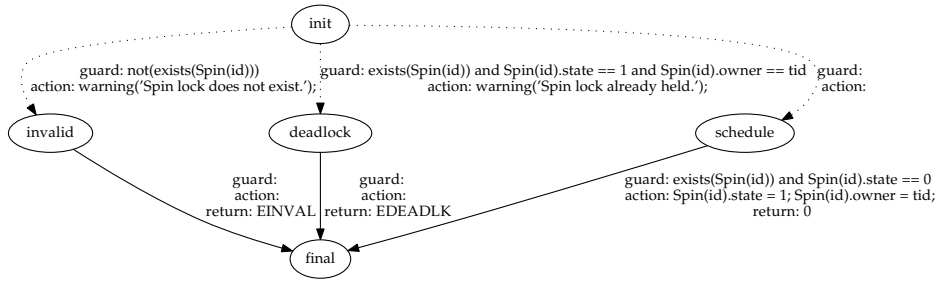 init
guard: not(exists(Spin(id)))
action: warning('Spin lock does not exist.');
guard: exists(Spin(id)) and Spin(id).state == 1 and Spin(id).owner == tid
action: warning('Spin lock already held.');
guard:
action:
invalid
deadlock
schedule
guard:
action:
return: EINVAL
guard:
action:
return: EDEADLK
guard: exists(Spin(id)) and Spin(id).state == 0
action: Spin(id).state = 1; Spin(id).owner = tid;
return: 0
final